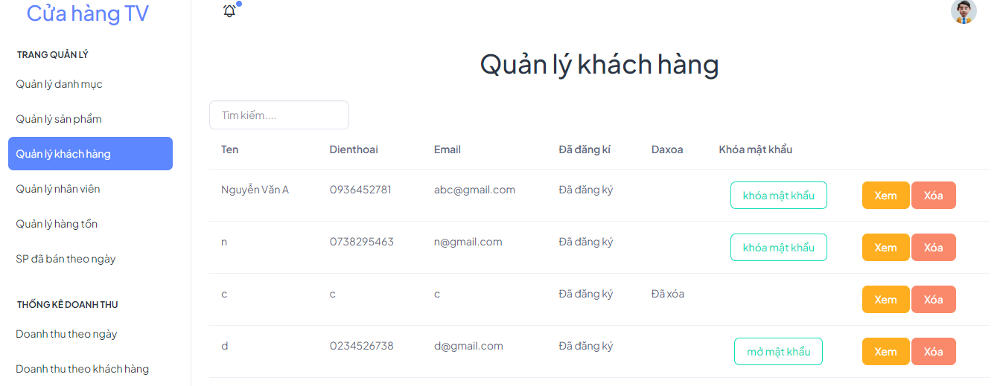 Cửa hàng TV
TRANG QUẢN LÝ
Quản lý danh mục
Quản lý sản phẩm
Quản lý khách hàng
Quản lý nhân viên
Quản lý hàng tồn
SP đã bán theo ngày
THỐNG KÊ DOANH THU
Doanh thu theo ngày
Doanh thu theo khách hàng
Quản lý khách hàng
Tìm kiếm....
Ten Dienthoai Email Đã đăng kí Daxoa Khóa mật khẩu
Nguyễn Văn A 0936452781 abc@gmail.com Đã đăng ký khóa mật khẩu Xem Xóa
n 0738295463 n@gmail.com Đã đăng ký khóa mật khẩu Xem Xóa
c c c Đã đăng ký Đã xóa Xem Xóa
d 0234526738 d@gmail.com Đã đăng ký mở mật khẩu Xem Xóa